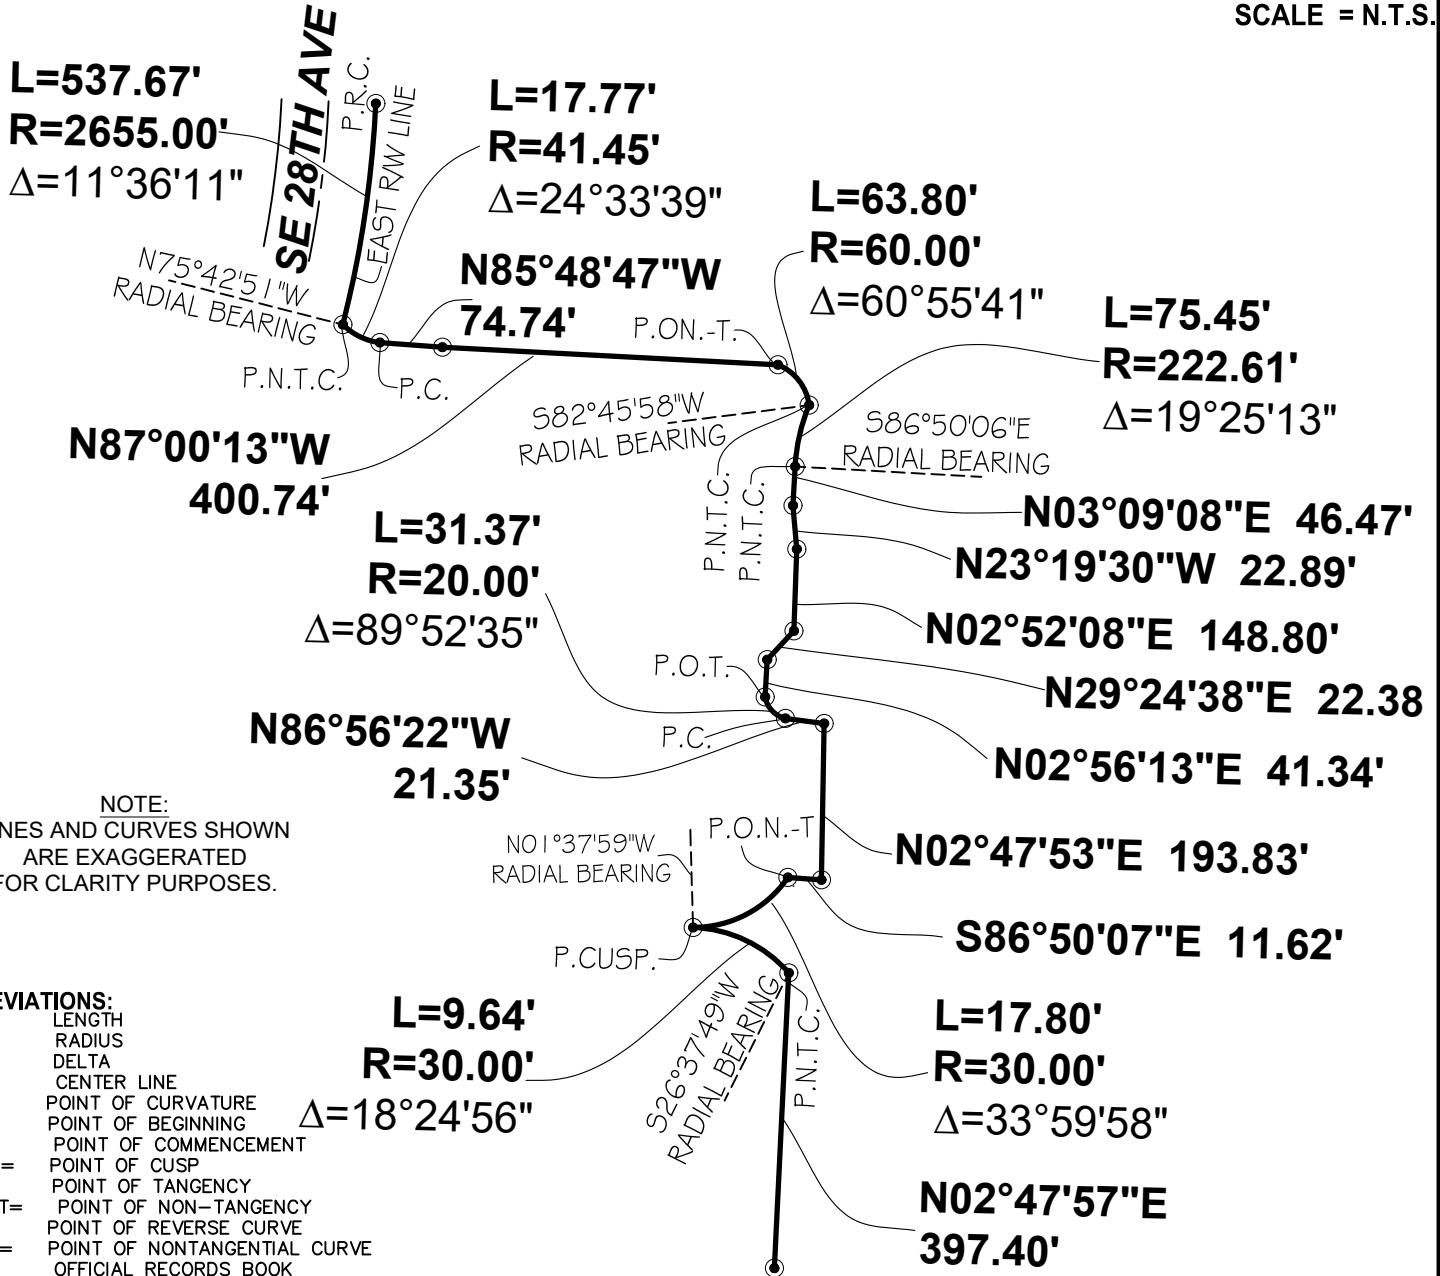 SCALE = N.T.S.
SE 28TH AVE
P.R.C.
EAST R/W LINE
L=537.67'
R=2655.00'
Δ=11°36'11"
L=17.77'
R=41.45'
Δ=24°33'39"
N75°42'51"W
RADIAL BEARING
N85°48'47"W
74.74'
L=63.80'
R=60.00'
Δ=60°55'41"
P.ON.-T.
L=75.45'
R=222.61'
Δ=19°25'13"
P.N.T.C.
P.C.
S82°45'58"W
RADIAL BEARING
S86°50'06"E
RADIAL BEARING
N87°00'13"W
400.74'
P.N.T.C.
P.N.T.C.
N03°09'08"E 46.47'
L=31.37'
R=20.00'
Δ=89°52'35"
N23°19'30"W 22.89'
N02°52'08"E 148.80'
P.O.T.
N29°24'38"E 22.38
N86°56'22"W
21.35'
P.C.
N02°56'13"E 41.34'
NOTE:
NES AND CURVES SHOWN
ARE EXAGGERATED
FOR CLARITY PURPOSES.
N01°37'59"W
RADIAL BEARING
P.O.N.-T
N02°47'53"E 193.83'
P.CUSP.
S86°50'07"E 11.62'
L=9.64'
R=30.00'
Δ=18°24'56"
S26°37'49"W
RADIAL BEARING
P.N.T.C.
L=17.80'
R=30.00'
Δ=33°59'58"
N02°47'57"E
397.40'
EVIATIONS:
LENGTH
RADIUS
DELTA
CENTER LINE
POINT OF CURVATURE
POINT OF BEGINNING
POINT OF COMMENCEMENT
= POINT OF CUSP
POINT OF TANGENCY
T= POINT OF NON-TANGENCY
POINT OF REVERSE CURVE
= POINT OF NONTANGENTIAL CURVE
OFFICIAL RECORDS BOOK